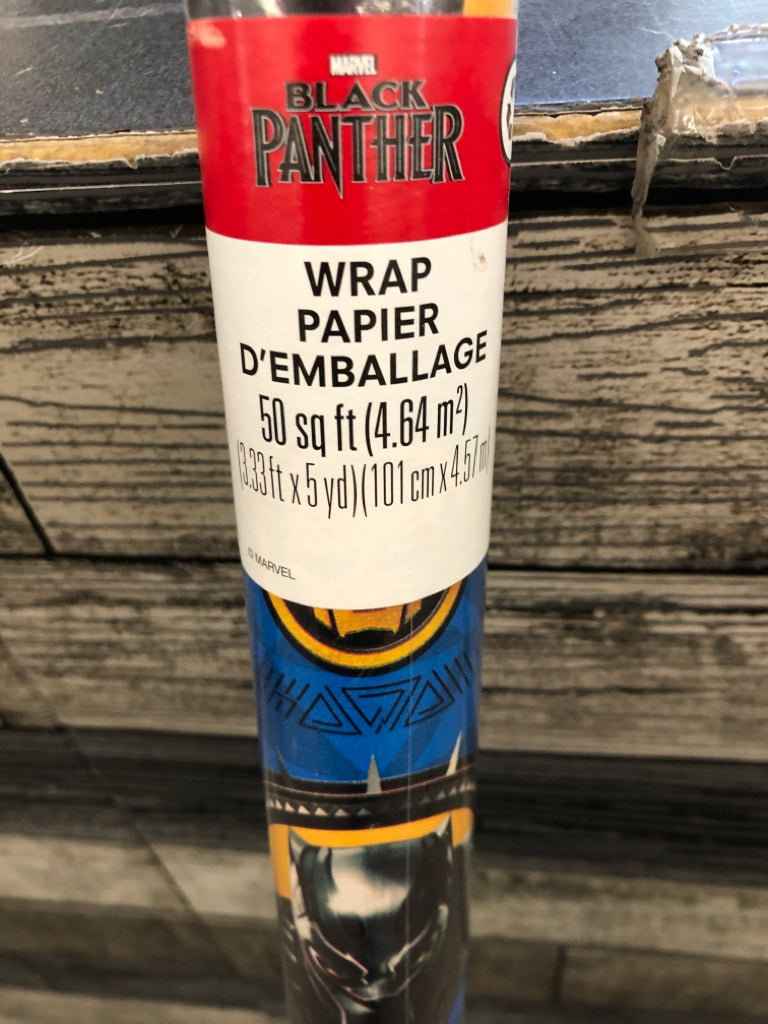 MARVEL
BLACK
PANTHER
WRAP
PAPIER
D'EMBALLAGE
50 sq ft (4.64 m²)
(3.33 ft x 5 yd)(101 cm x 4.57 m
© MARVEL